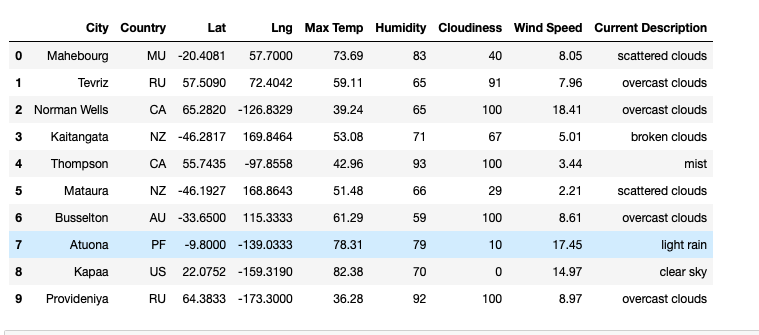 City Country Lat Lng Max Temp Humidity Cloudiness Wind Speed Current Description
0 Mahebourg MU -20.4081 57.7000 73.69 83 40 8.05 scattered clouds
1 Tevriz RU 57.5090 72.4042 59.11 65 91 7.96 overcast clouds
2 Norman Wells CA 65.2820 -126.8329 39.24 65 100 18.41 overcast clouds
3 Kaitangata NZ -46.2817 169.8464 53.08 71 67 5.01 broken clouds
4 Thompson CA 55.7435 -97.8558 42.96 93 100 3.44 mist
5 Mataura NZ -46.1927 168.8643 51.48 66 29 2.21 scattered clouds
6 Busselton AU -33.6500 115.3333 61.29 59 100 8.61 overcast clouds
7 Atuona PF -9.8000 -139.0333 78.31 79 10 17.45 light rain
8 Kapaa US 22.0752 -159.3190 82.38 70 0 14.97 clear sky
9 Provideniya RU 64.3833 -173.3000 36.28 92 100 8.97 overcast clouds